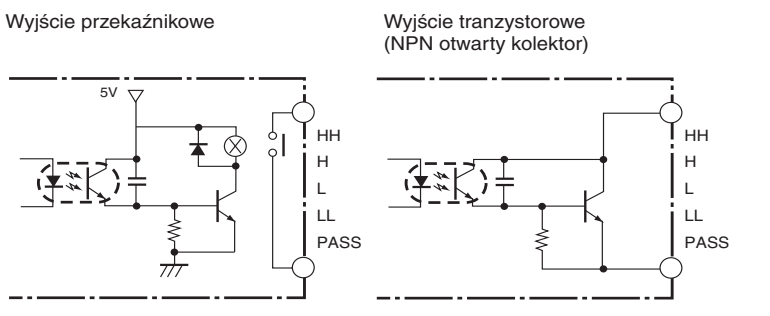 Wyjście przekaźnikowe
5V
HH
H
L
LL
PASS
Wyjście tranzystorowe
(NPN otwarty kolektor)
HH
H
L
LL
PASS